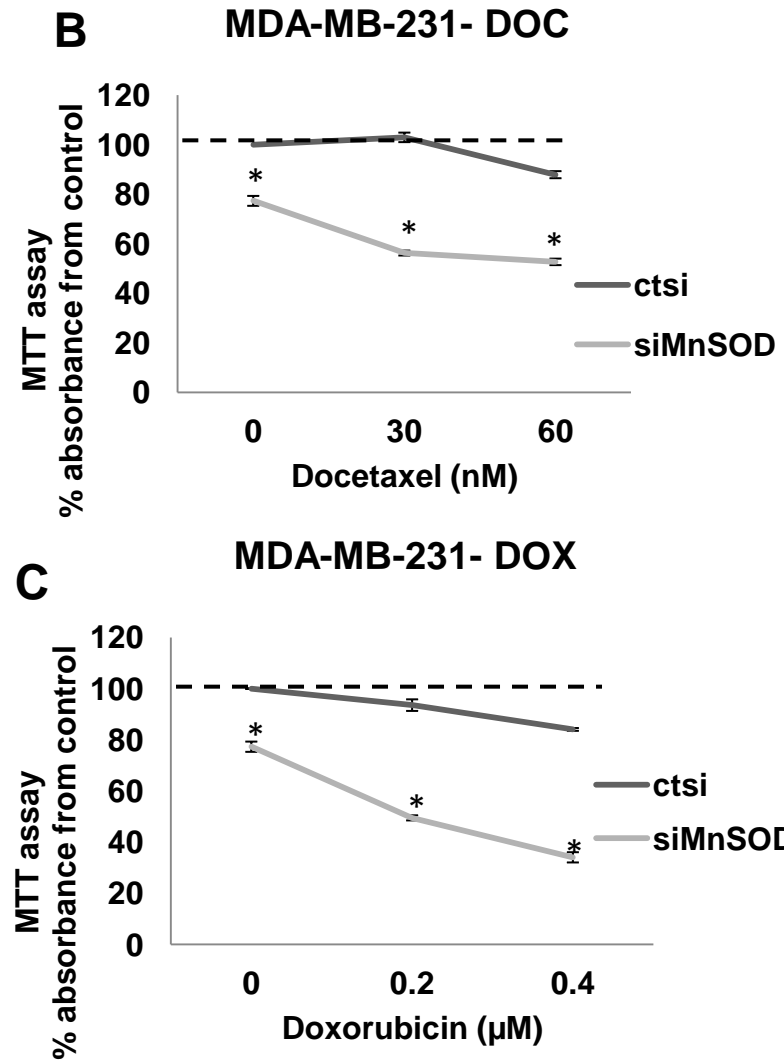 B
MDA-MB-231- DOC
MTT assay
% absorbance from control
120
100
80
60
40
20
0
*
*
*
ctsi
siMnSOD
0 30 60
Docetaxel (nM)
C
MDA-MB-231- DOX
MTT assay
% absorbance from control
120
100
80
60
40
20
0
*
*
*
ctsi
siMnSOD
0 0.2 0.4
Doxorubicin (µM)